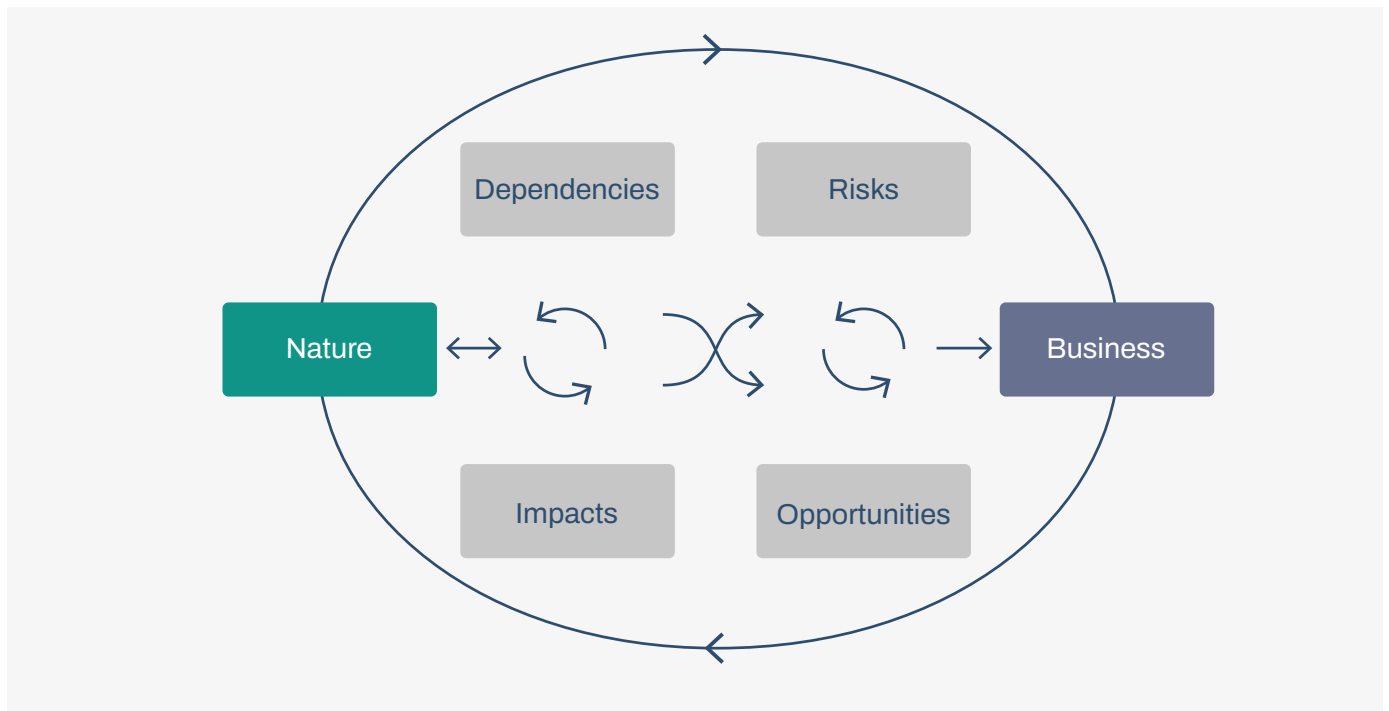 Dependencies
Risks
Nature
Business
Impacts
Opportunities